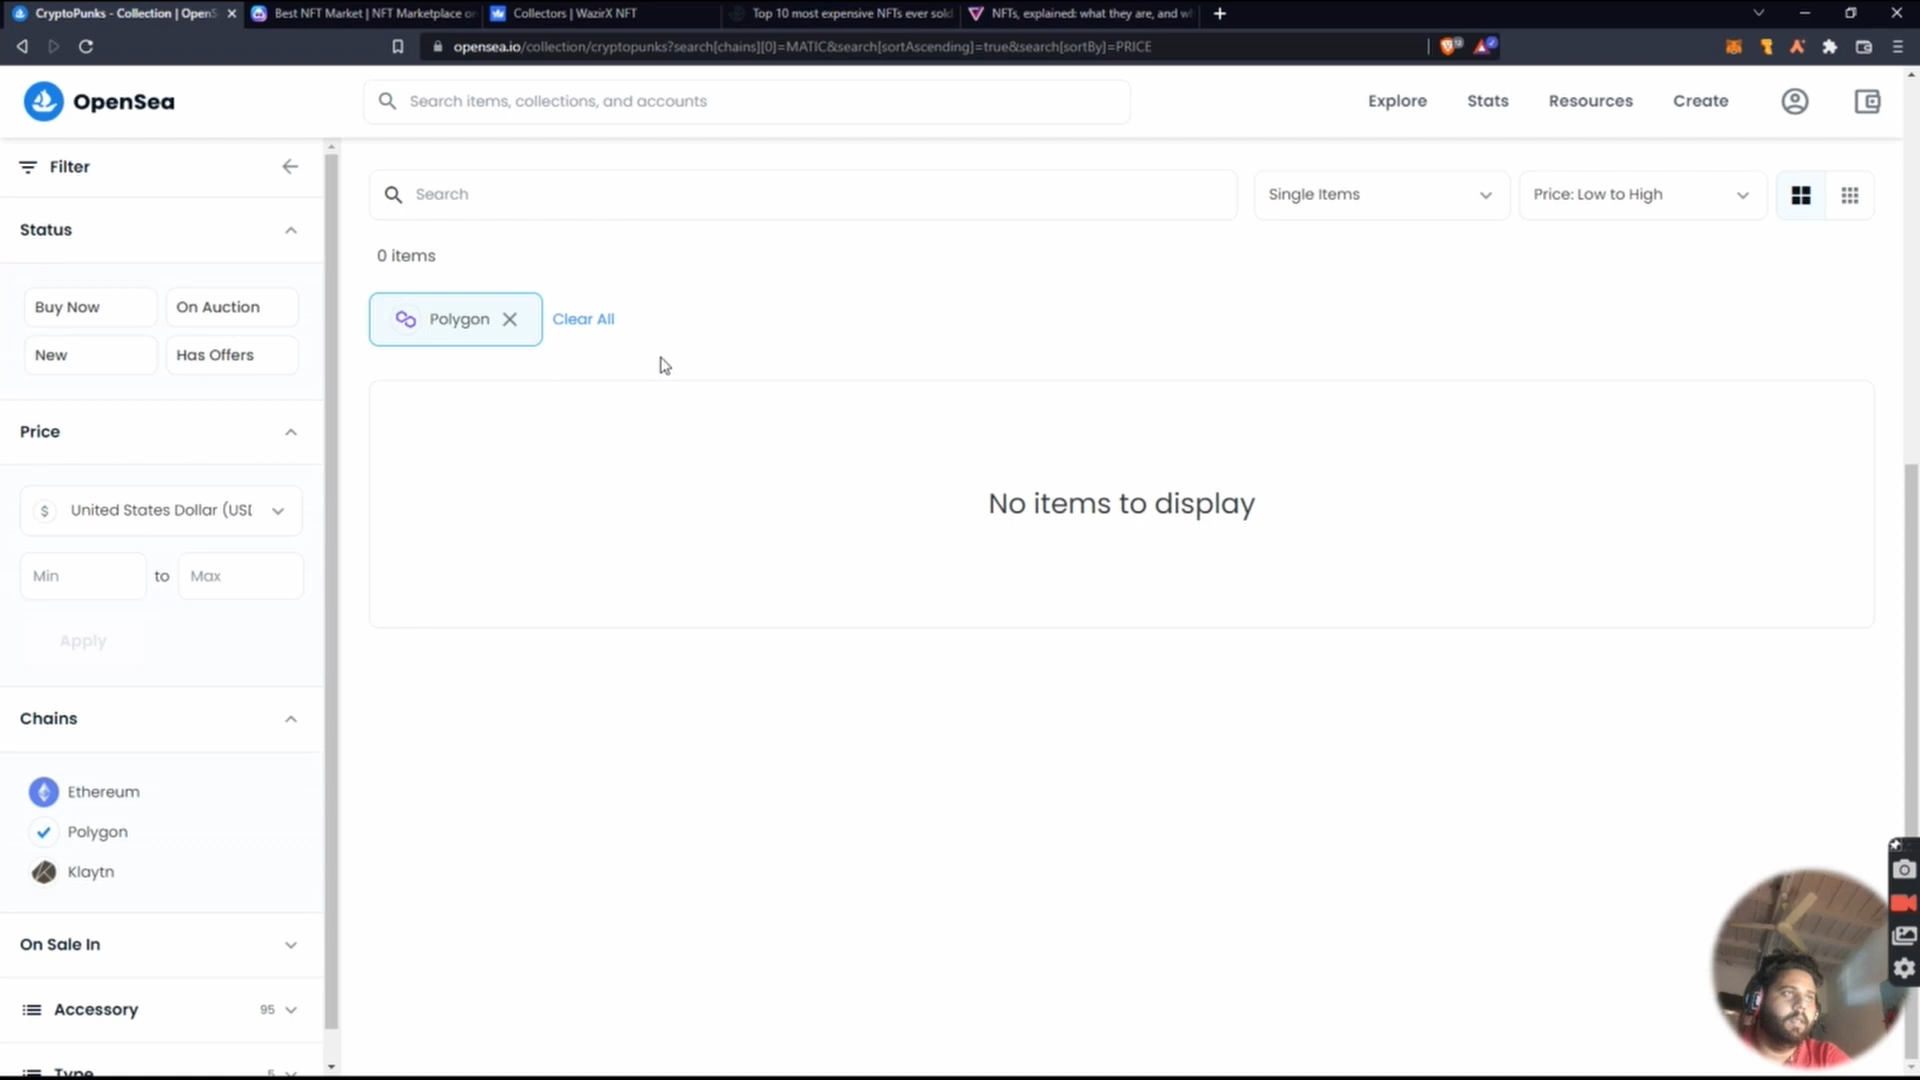 CryptoPunks - Collection | OpenS
Best NFT Market | NFT Marketplace or
Collectors | WazirX NFT
Top 10 most expensive NFTs ever sold
NFTs, explained: what they are, and wh
opensea.io/collection/cryptopunks?search[chains][0]=MATIC&search[sortAscending]=true&search[sortBy]=PRICE
OpenSea
Search items, collections, and accounts
Explore
Stats
Resources
Create
Filter
Search
Single Items
Price: Low to High
Status
0 items
Buy Now
On Auction
New
Has Offers
Polygon
Clear All
Price
$ United States Dollar (USD
Min to Max
Apply
No items to display
Chains
Ethereum
Polygon
Klaytn
On Sale In
Accessory 95
Type 5